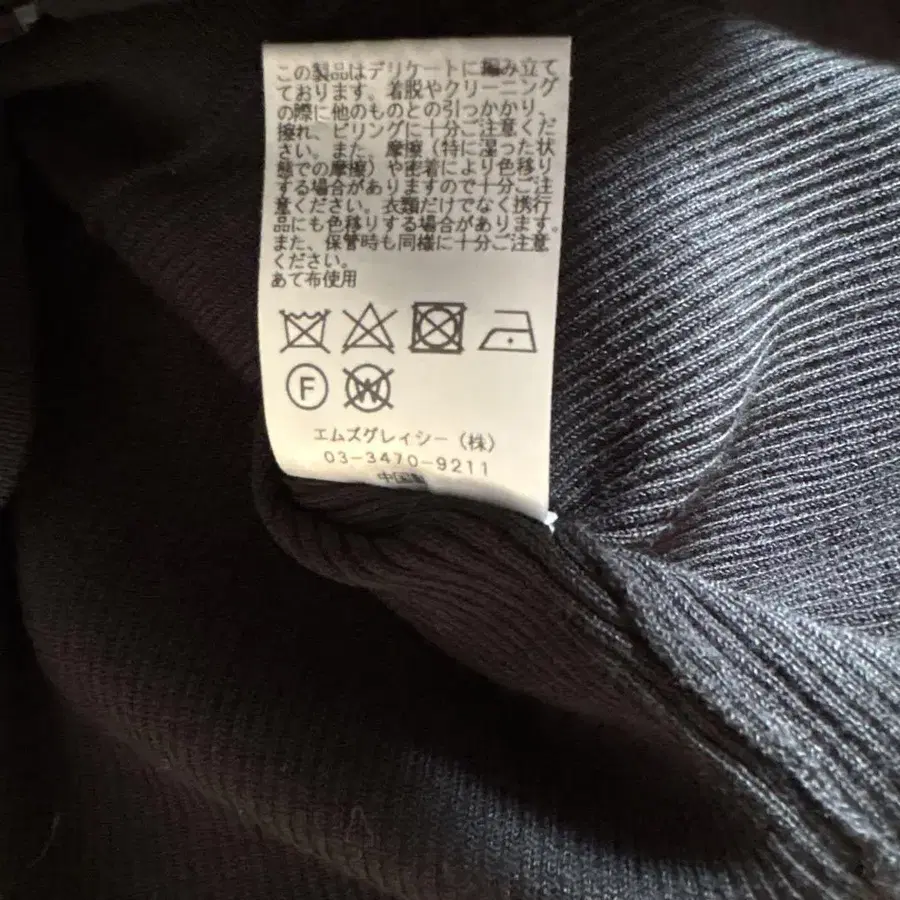 この製品はデリケートに編み立て
ております。着脱やクリーニング
の際に他のものとの引っかかり、
擦れ、ピリングに十分ご注意くだ
さい。また、摩擦（特に湿った状
態での摩擦）や密着により色移り
する場合がありますので十分ご注
意ください。衣類だけでなく携行
品にも色移りする場合があります。
また、保管時も同様に十分ご注意
ください。
あて布使用
F W
エムズグレイシー（株）
03-3470-9211
中国製